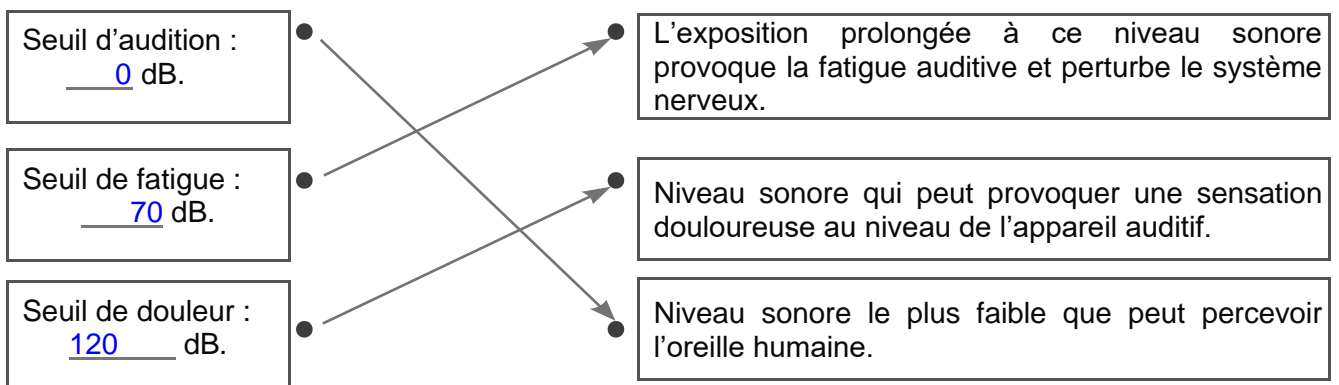 Seuil d’audition :
0 dB.
L’exposition prolongée à ce niveau sonore
provoque la fatigue auditive et perturbe le système
nerveux.
Seuil de fatigue :
70 dB.
Niveau sonore qui peut provoquer une sensation
douloureuse au niveau de l’appareil auditif.
Seuil de douleur :
120 dB.
Niveau sonore le plus faible que peut percevoir
l’oreille humaine.